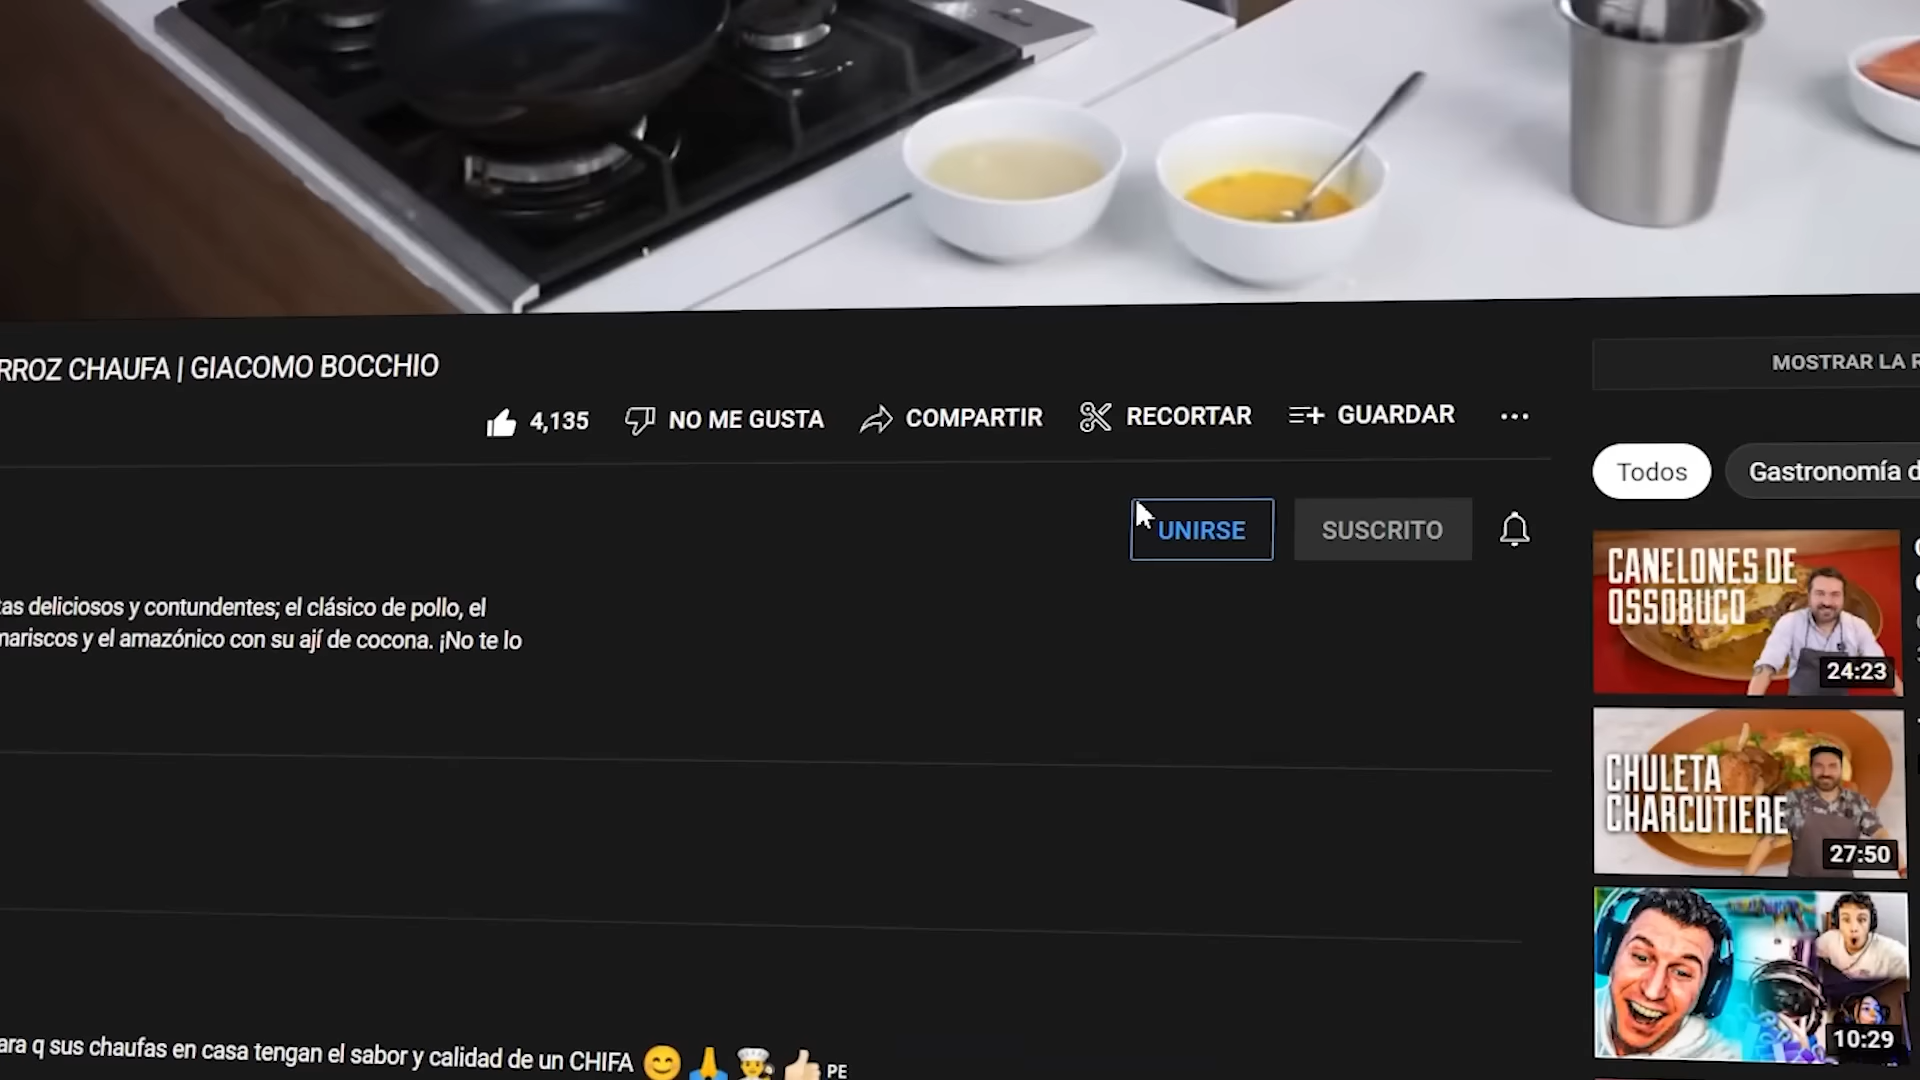 RROZ CHAUFA | GIACOMO BOCCHIO
4,135 NO ME GUSTA COMPARTIR RECORTAR GUARDAR
UNIRSE SUSCRITO
as deliciosos y contundentes; el clásico de pollo, el
mariscos y el amazónico con su ají de cocona. ¡No te lo
ara q sus chaufas en casa tengan el sabor y calidad de un CHIFA 😊🙏👨‍🍳👍🏻 PE
MOSTRAR LA R
Todos Gastronomía d
CANELONES DE
OSSOBUCO
24:23
CHULETA
CHARCUTIERE
27:50
10:29